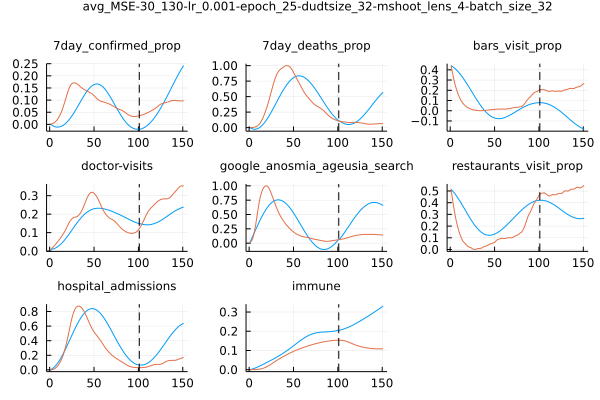 avg_MSE-30_130-lr_0.001-epoch_25-dudtsize_32-mshoot_lens_4-batch_size_32
7day_confirmed_prop 7day_deaths_prop bars_visit_prop
0.25 1.00 0.4
0.20 0.75 0.3
0.15 0.50 0.2
0.10 0.25 0.1
0.05 0.00 0.0
0.00 −0.1
0 50 100 150 0 50 100 150 0 50 100 150
doctor-visits google_anosmia_ageusia_search restaurants_visit_prop
0.3 1.00 0.5
0.2 0.75 0.4
0.1 0.50 0.3
0.0 0.25 0.2
0.00 0.1
0.0
0 50 100 150 0 50 100 150 0 50 100 150
hospital_admissions immune
0.8 0.3
0.6 0.2
0.4 0.1
0.2 0.0
0.0
0 50 100 150 0 50 100 150